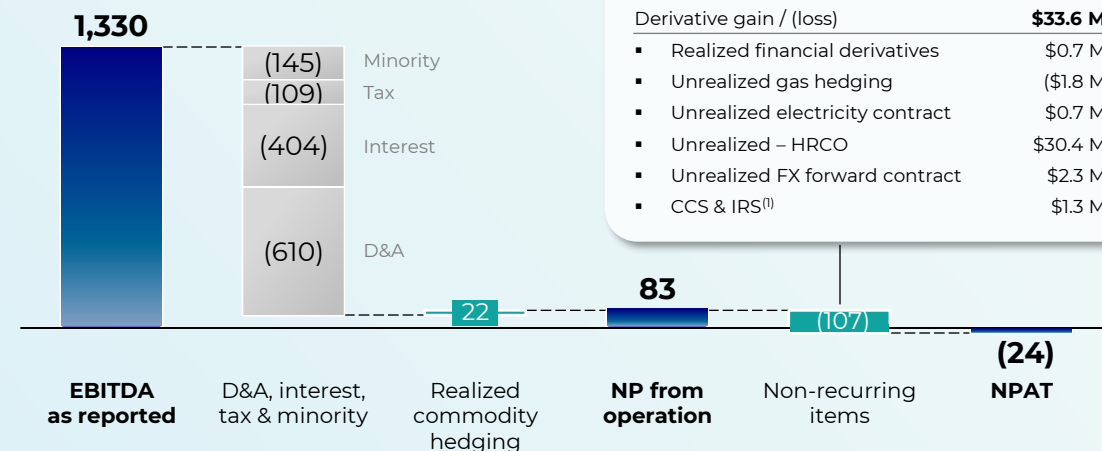 1,330
(145)
Minority
(109)
Tax
(404)
Interest
(610)
D&A
Derivative gain / (loss) $33.6 M
▪ Realized financial derivatives $0.7 M
▪ Unrealized gas hedging ($1.8 M
▪ Unrealized electricity contract $0.7 M
▪ Unrealized – HRCO $30.4 M
▪ Unrealized FX forward contract $2.3 M
▪ CCS & IRS(1) $1.3 M
22
83
(107)
(24)
EBITDA
as reported
D&A, interest,
tax & minority
Realized
commodity
hedging
NP from
operation
Non-recurring
items
NPAT